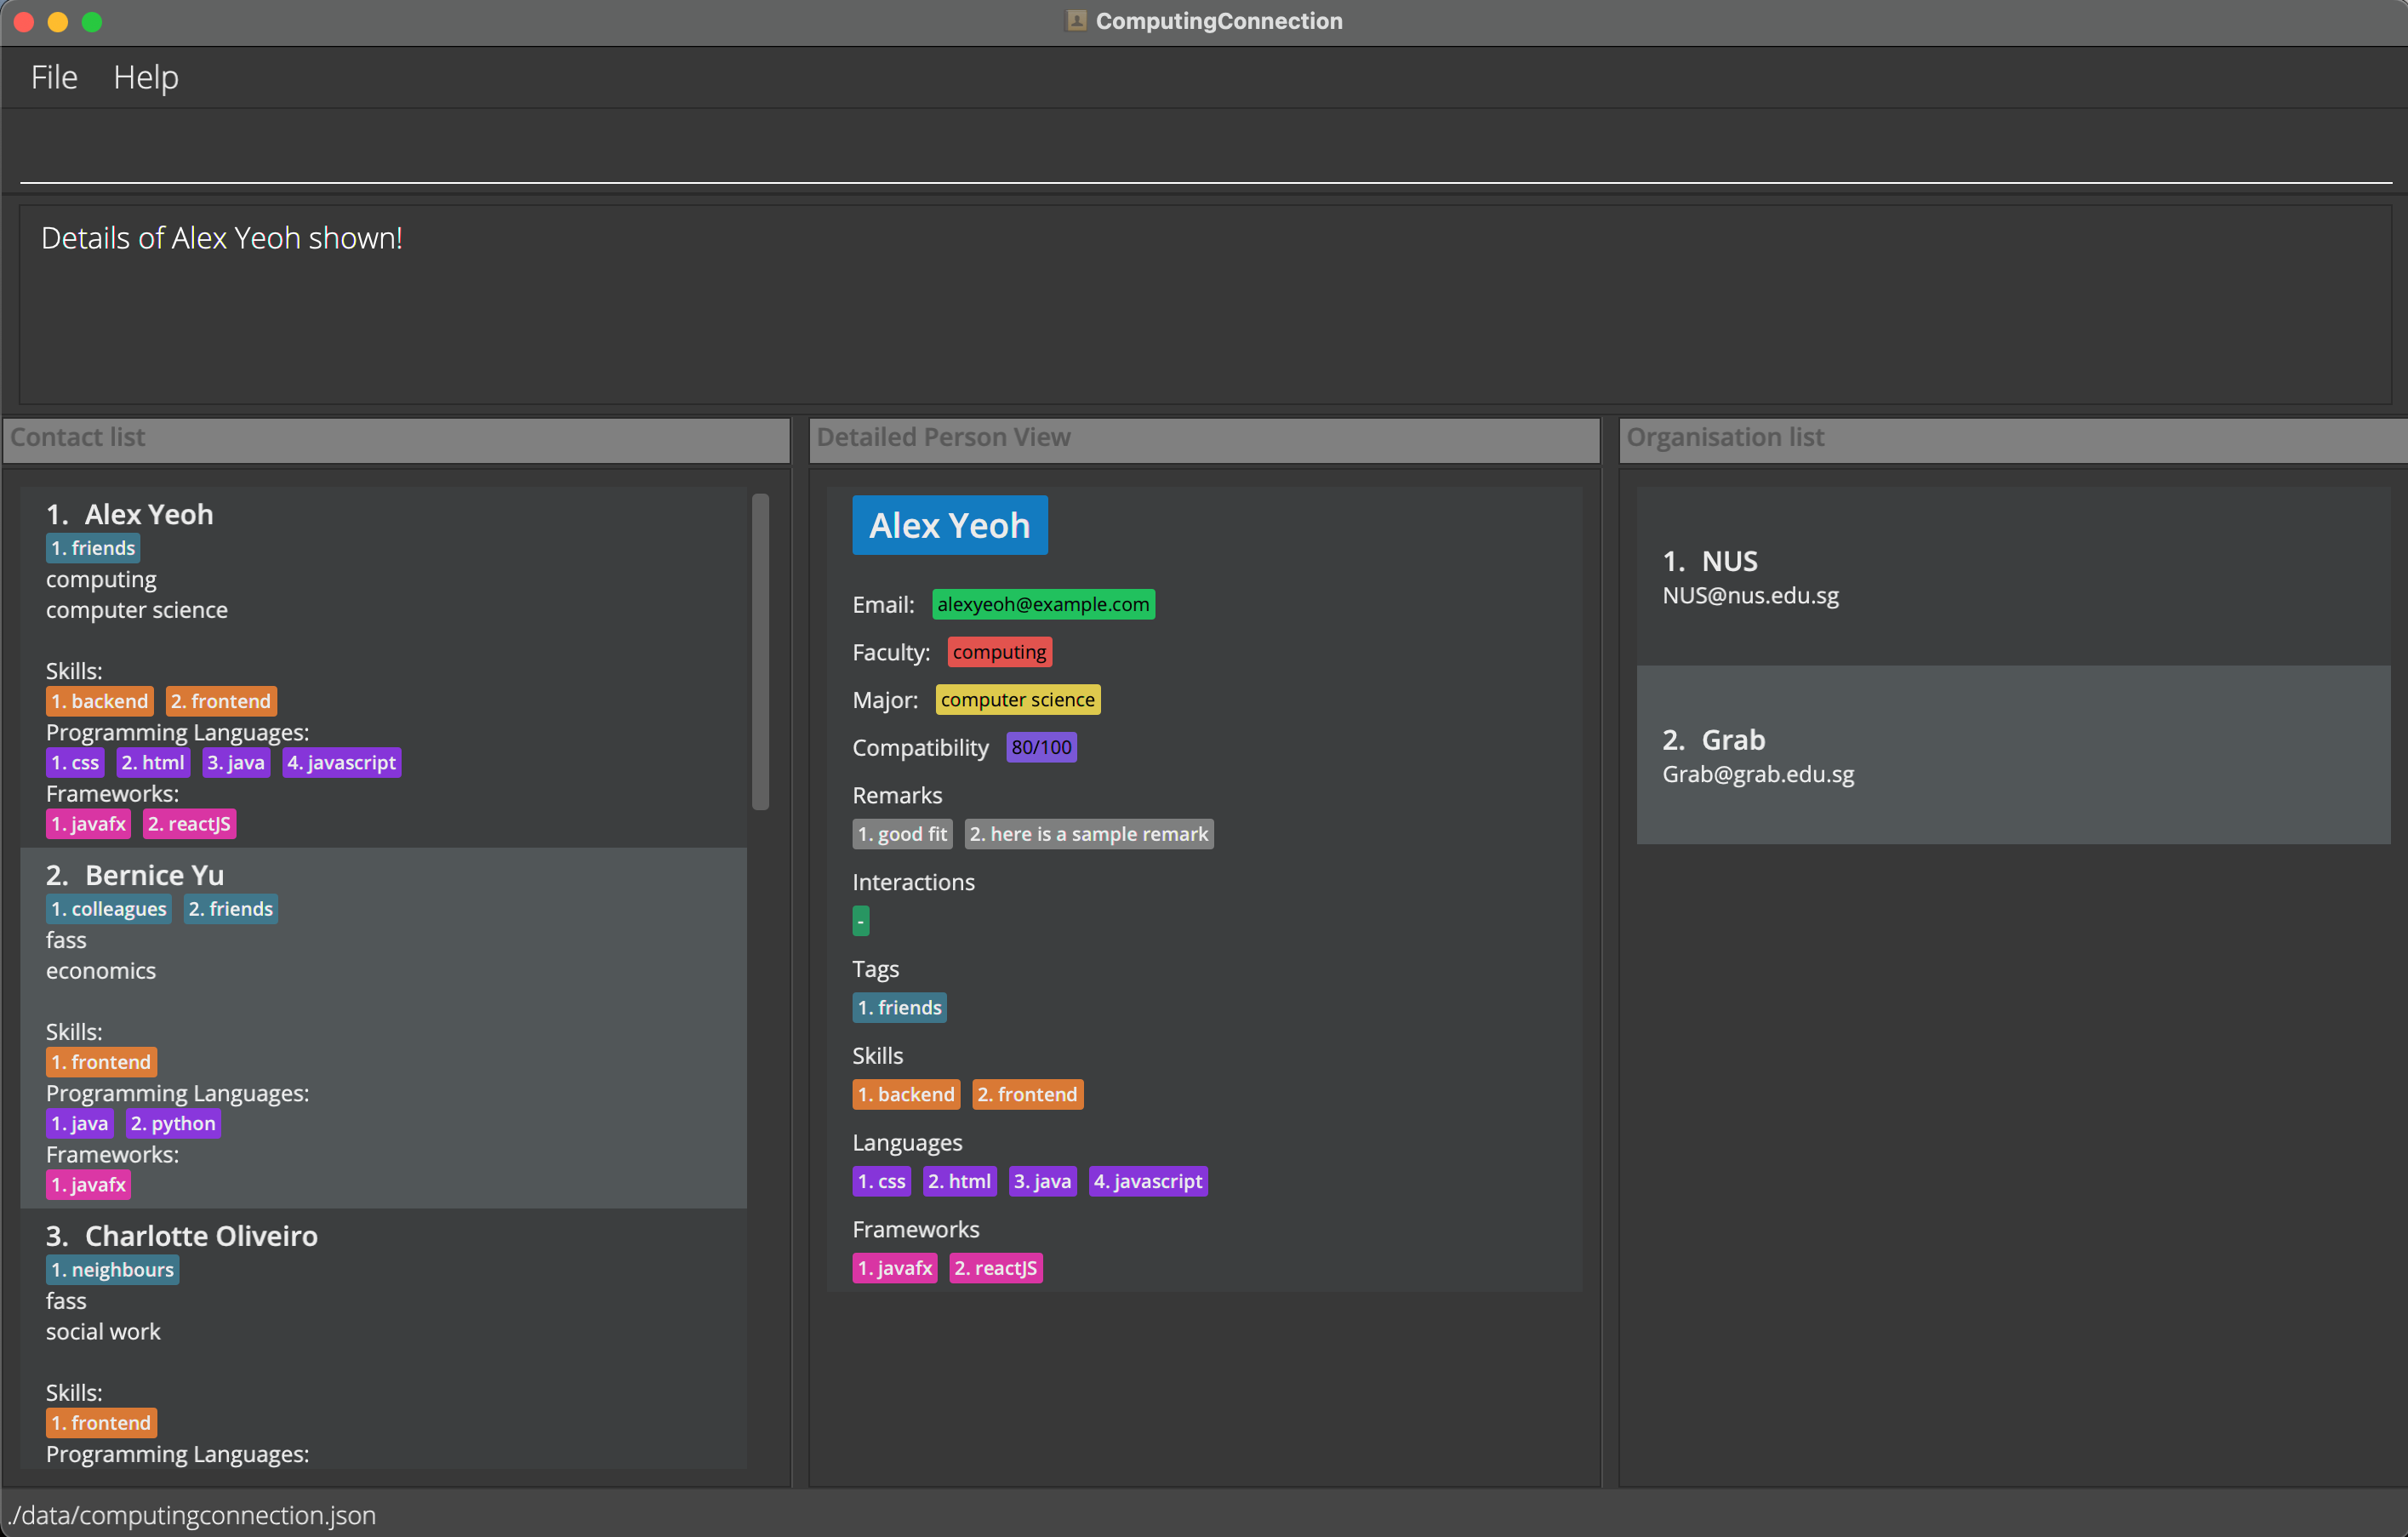 ComputingConnection
File Help
Details of Alex Yeoh shown!
Contact list
1. Alex Yeoh
1. friends
computing
computer science
Skills:
1. backend 2. frontend
Programming Languages:
1. css 2. html 3. java 4. javascript
Frameworks:
1. javafx 2. reactJS
2. Bernice Yu
1. colleagues 2. friends
fass
economics
Skills:
1. frontend
Programming Languages:
1. java 2. python
Frameworks:
1. javafx
3. Charlotte Oliveiro
1. neighbours
fass
social work
Skills:
1. frontend
Programming Languages:
Detailed Person View
Alex Yeoh
Email: alexyeoh@example.com
Faculty: computing
Major: computer science
Compatibility 80/100
Remarks
1. good fit 2. here is a sample remark
Interactions
-
Tags
1. friends
Skills
1. backend 2. frontend
Languages
1. css 2. html 3. java 4. javascript
Frameworks
1. javafx 2. reactJS
Organisation list
1. NUS
NUS@nus.edu.sg
2. Grab
Grab@grab.edu.sg
./data/computingconnection.json